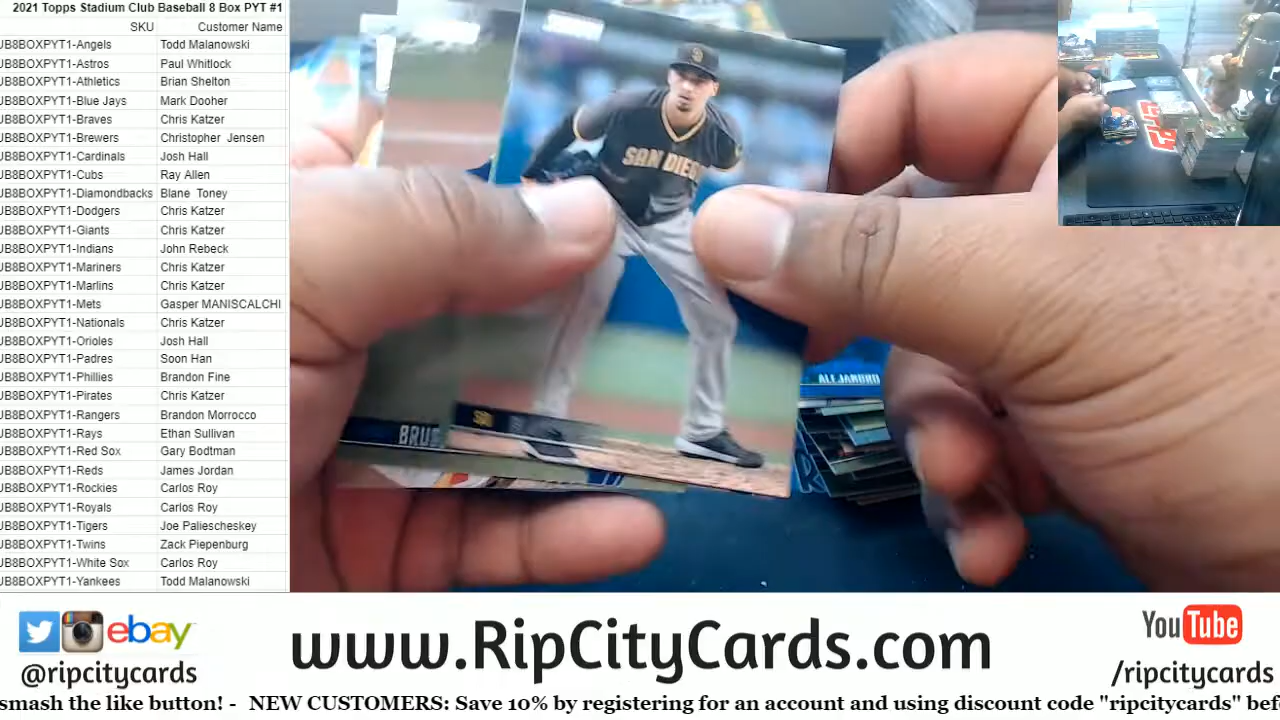 2021 Topps Stadium Club Baseball 8 Box PYT #1
SKU Customer Name
JB8BOXPYT1-Angels Todd Malanowski
JB8BOXPYT1-Astros Paul Whitlock
JB8BOXPYT1-Athletics Brian Shelton
JB8BOXPYT1-Blue Jays Mark Dooher
JB8BOXPYT1-Braves Chris Katzer
JB8BOXPYT1-Brewers Christopher Jensen
JB8BOXPYT1-Cardinals Josh Hall
JB8BOXPYT1-Cubs Ray Allen
JB8BOXPYT1-Diamondbacks Blane Toney
JB8BOXPYT1-Dodgers Chris Katzer
JB8BOXPYT1-Giants Chris Katzer
JB8BOXPYT1-Indians John Rebeck
JB8BOXPYT1-Mariners Chris Katzer
JB8BOXPYT1-Marlins Chris Katzer
JB8BOXPYT1-Mets Gasper MANISCALCHI
JB8BOXPYT1-Nationals Chris Katzer
JB8BOXPYT1-Orioles Josh Hall
JB8BOXPYT1-Padres Soon Han
JB8BOXPYT1-Phillies Brandon Fine
JB8BOXPYT1-Pirates Chris Katzer
JB8BOXPYT1-Rangers Brandon Morrocco
JB8BOXPYT1-Rays Ethan Sullivan
JB8BOXPYT1-Red Sox Gary Bodtman
JB8BOXPYT1-Reds James Jordan
JB8BOXPYT1-Rockies Carlos Roy
JB8BOXPYT1-Royals Carlos Roy
JB8BOXPYT1-Tigers Joe Paliescheskey
JB8BOXPYT1-Twins Zack Piepenburg
JB8BOXPYT1-White Sox Carlos Roy
JB8BOXPYT1-Yankees Todd Malanowski
SAN DIEGO
ALEJANDRO
BRUS
ebay
@ripcitycards
www.RipCityCards.com
YouTube
/ripcitycards
smash the like button! - NEW CUSTOMERS: Save 10% by registering for an account and using discount code "ripcitycards" bef